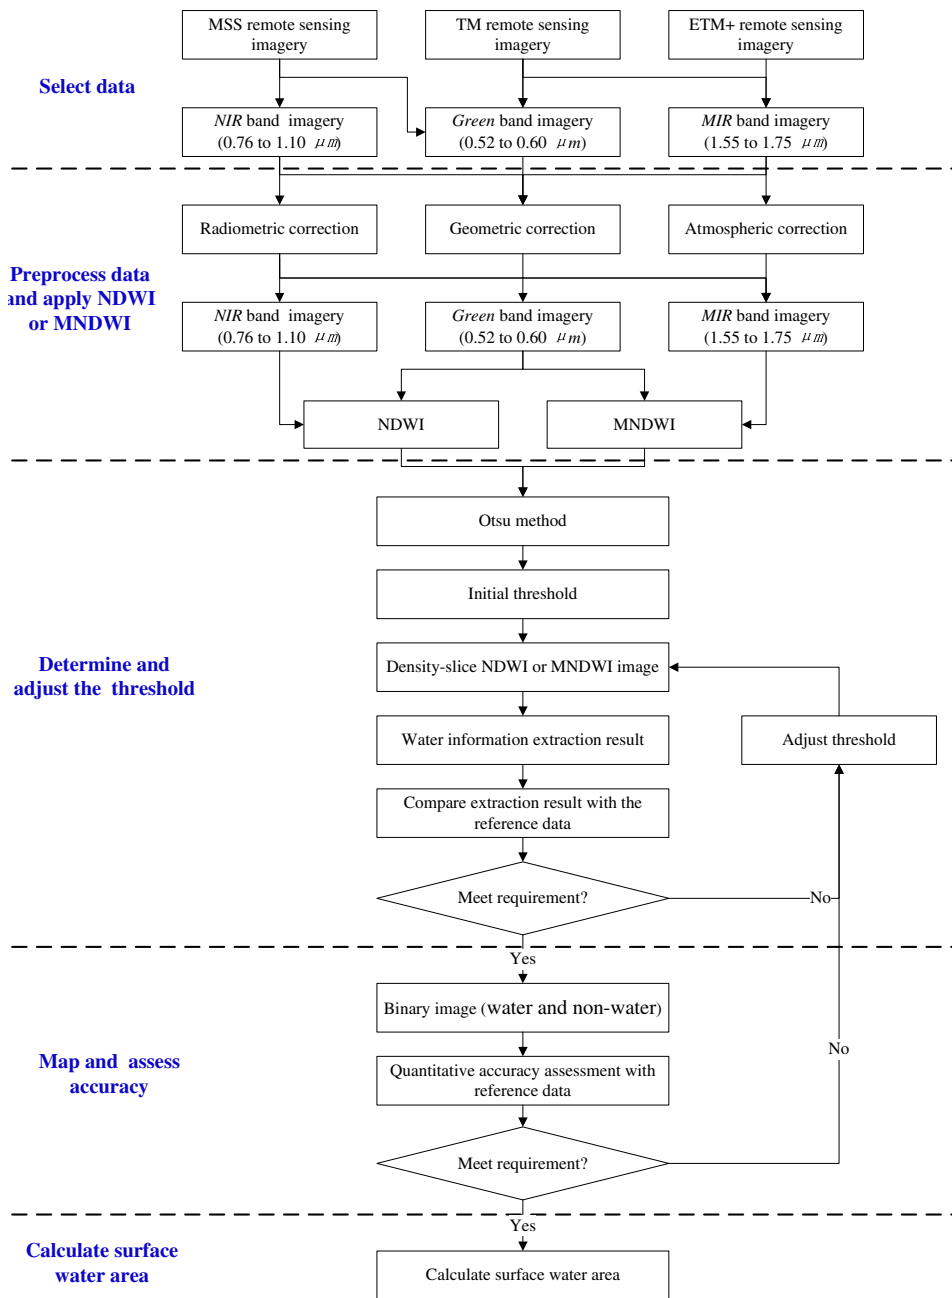 MSS remote sensing
imagery
TM remote sensing
imagery
ETM+ remote sensing
imagery
Select data
NIR band imagery
(0.76 to 1.10 μm)
Green band imagery
(0.52 to 0.60 μm)
MIR band imagery
(1.55 to 1.75 μm)
Radiometric correction
Geometric correction
Atmospheric correction
Preprocess data
and apply NDWI
or MNDWI
NIR band imagery
(0.76 to 1.10 μm)
Green band imagery
(0.52 to 0.60 μm)
MIR band imagery
(1.55 to 1.75 μm)
NDWI
MNDWI
Otsu method
Initial threshold
Determine and
adjust the threshold
Density-slice NDWI or MNDWI image
Water information extraction result
Adjust threshold
Compare extraction result with the
reference data
Meet requirement?
No
Yes
Binary image (water and non-water)
Map and assess
accuracy
No
Quantitative accuracy assessment with
reference data
Meet requirement?
Yes
Calculate surface
water area
Calculate surface water area